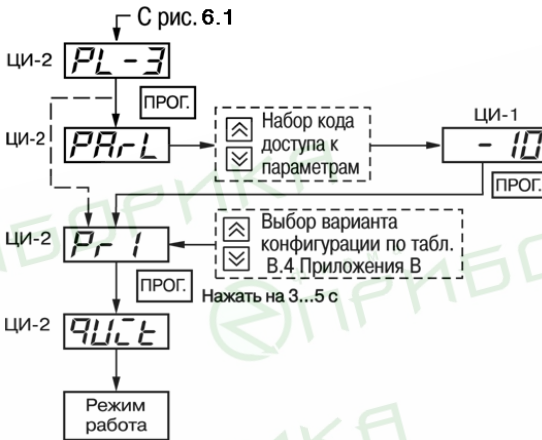 С рис. 6.1
ЦИ-2
PL-3
ПРОГ.
ЦИ-2
PArL
Набор кода
доступа к
параметрам
ЦИ-1
- 10
ПРОГ.
ЦИ-2
Pr 1
Выбор варианта
конфигурации по табл.
В.4 Приложения В
ПРОГ.
Нажать на 3...5 с
ЦИ-2
Режим
работа